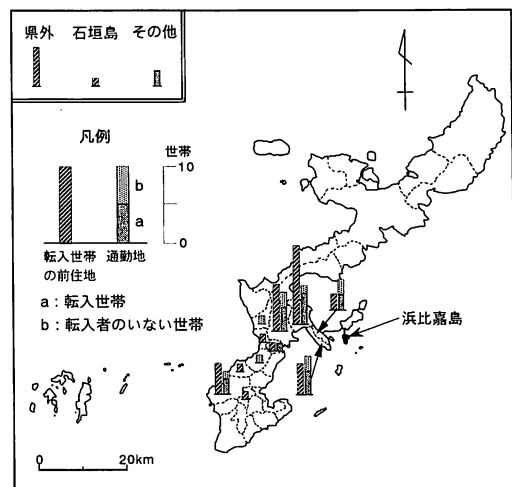 県外 石垣島 その他
凡例
世帯
10
b
a
0
転入世帯の前住地 通勤地
a：転入世帯
b：転入者のいない世帯
浜比嘉島
0 20km